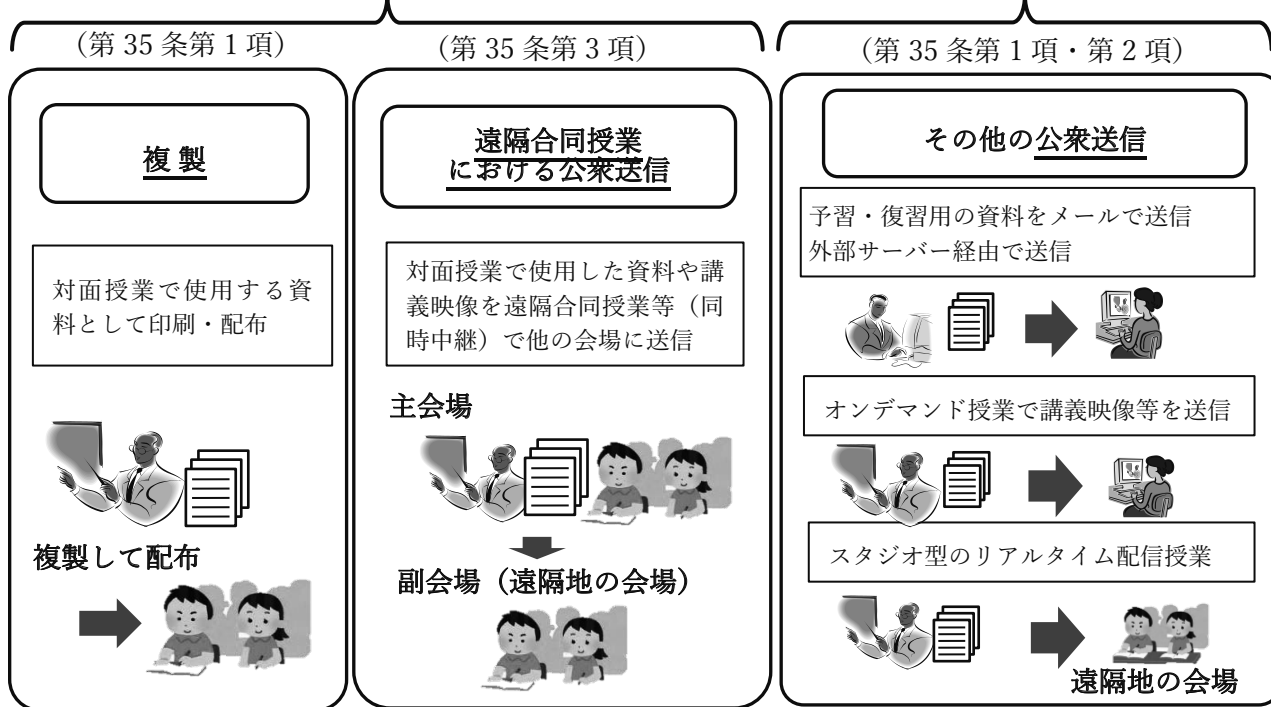 (第 35 条第 1 項)
複 製
対面授業で使用する資
料として印刷・配布
複製して配布
(第 35 条第 3 項)
遠隔合同授業
における公衆送信
対面授業で使用した資料や講
義映像を遠隔合同授業等（同
時中継）で他の会場に送信
主会場
副会場（遠隔地の会場）
(第 35 条第 1 項・第 2 項)
その他の公衆送信
予習・復習用の資料をメールで送信
外部サーバー経由で送信
オンデマンド授業で講義映像等を送信
スタジオ型のリアルタイム配信授業
遠隔地の会場